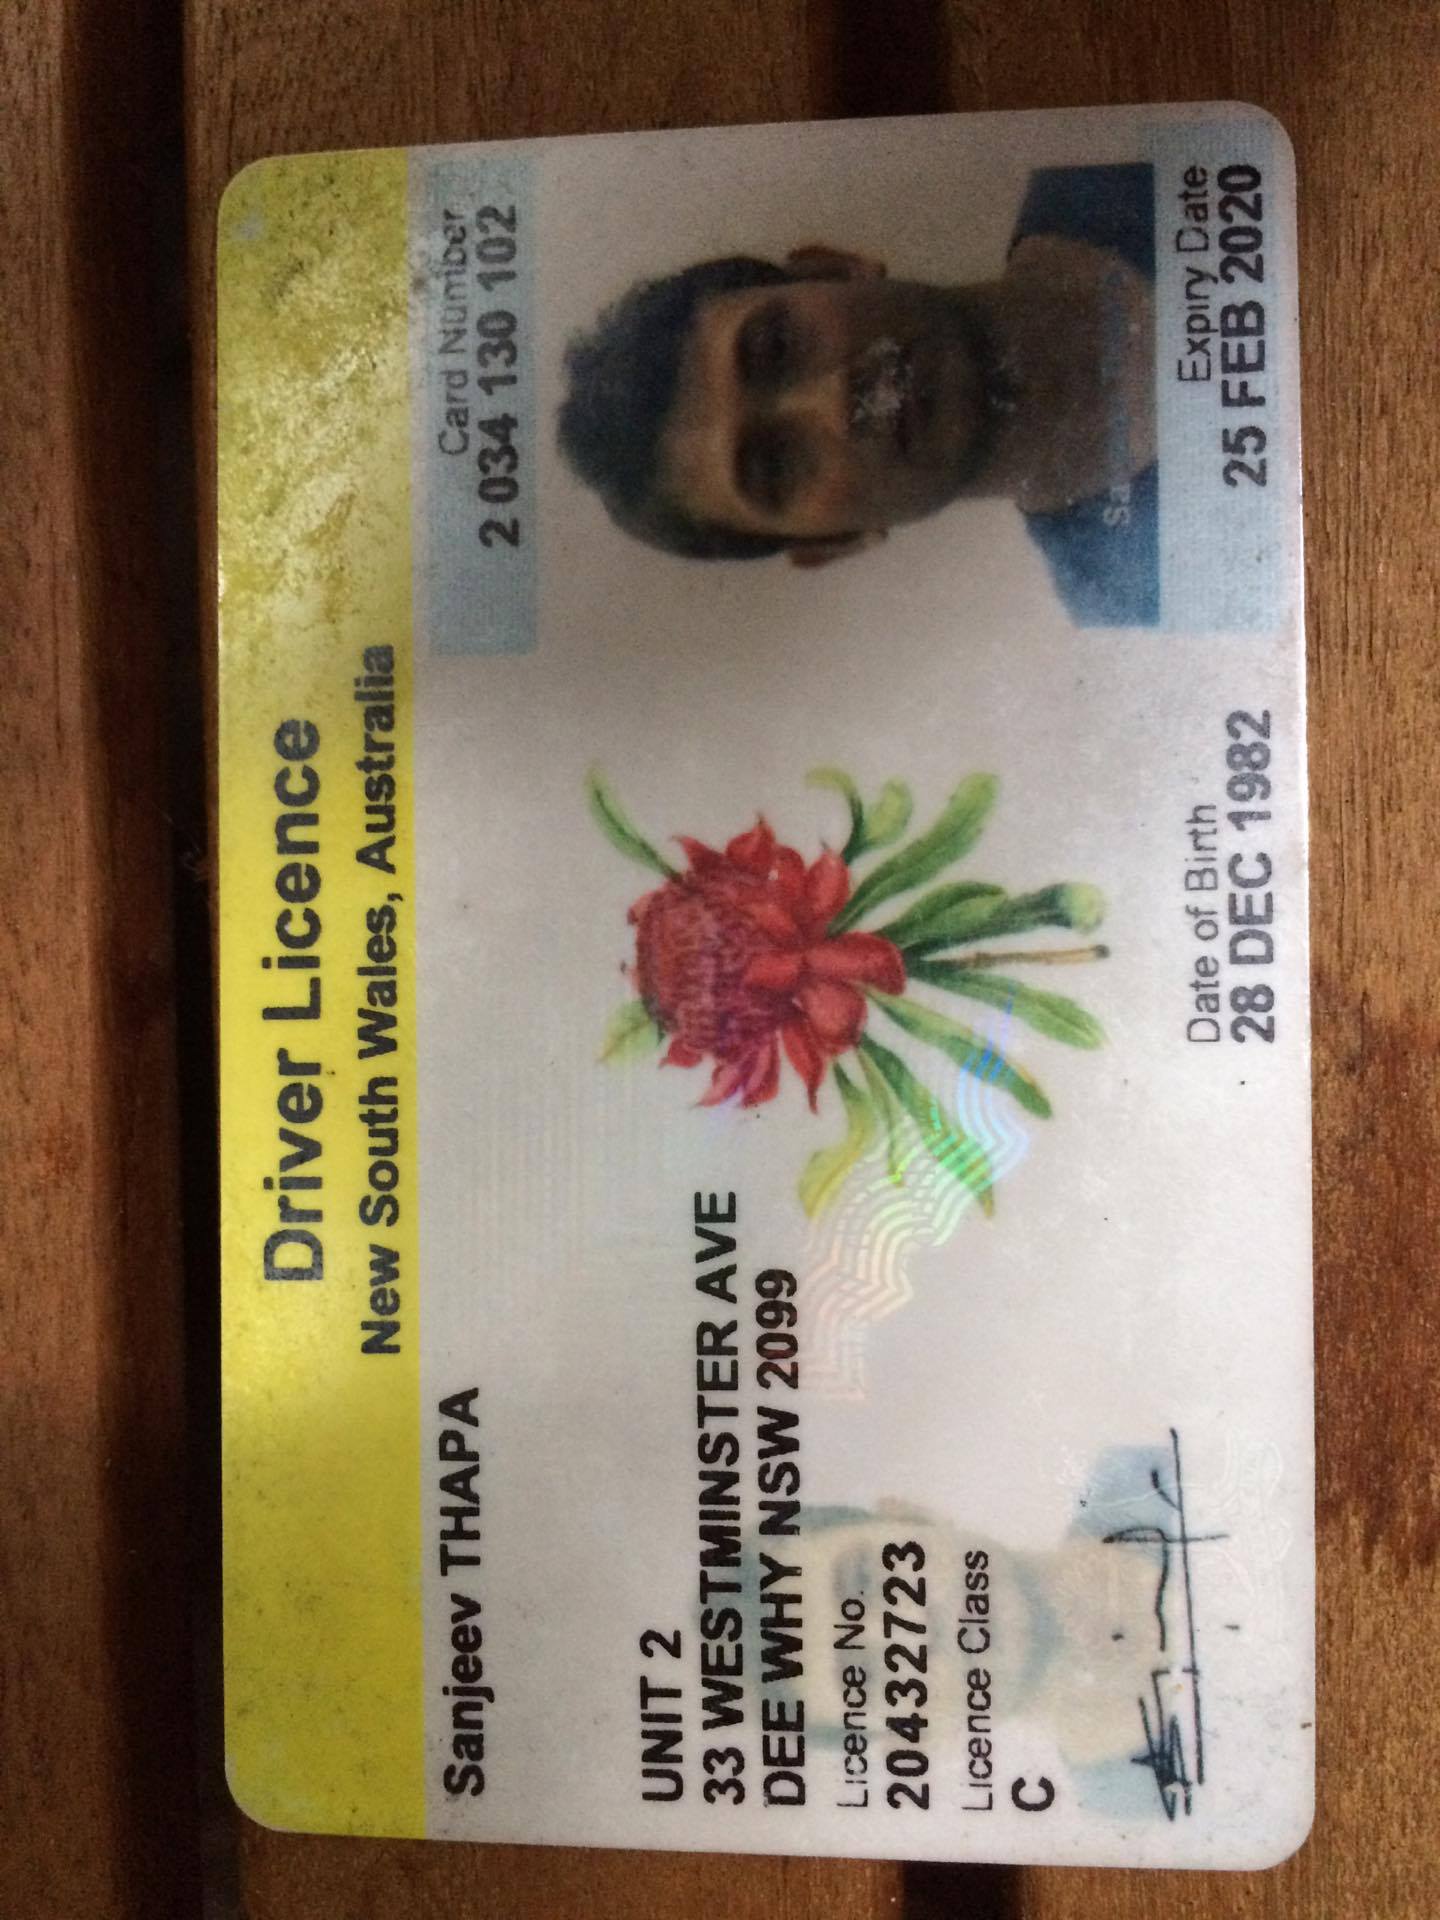 Driver Licence
New South Wales, Australia
Sanjeev THAPA
Card Number
2 034 130 102
UNIT 2
33 WESTMINSTER AVE
DEE WHY NSW 2099
Licence No.
20432723
Licence Class
C
Date of Birth
28 DEC 1982
Expiry Date
25 FEB 2020